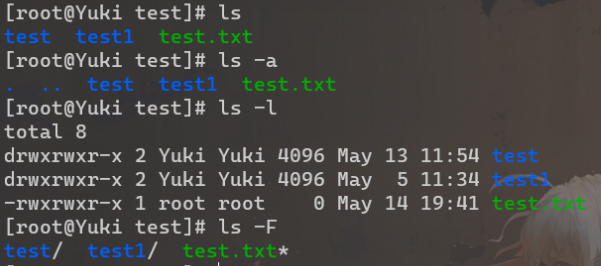 [root@Yuki test]# ls
test  test1  test.txt
[root@Yuki test]# ls -a
.  ..  test  test1  test.txt
[root@Yuki test]# ls -l
total 8
drwxrwxr-x 2 Yuki Yuki 4096 May 13 11:54 test
drwxrwxr-x 2 Yuki Yuki 4096 May  5 11:34 test1
-rwxrwxr-x 1 root root    0 May 14 19:41 test.txt
[root@Yuki test]# ls -F
test/  test1/  test.txt*